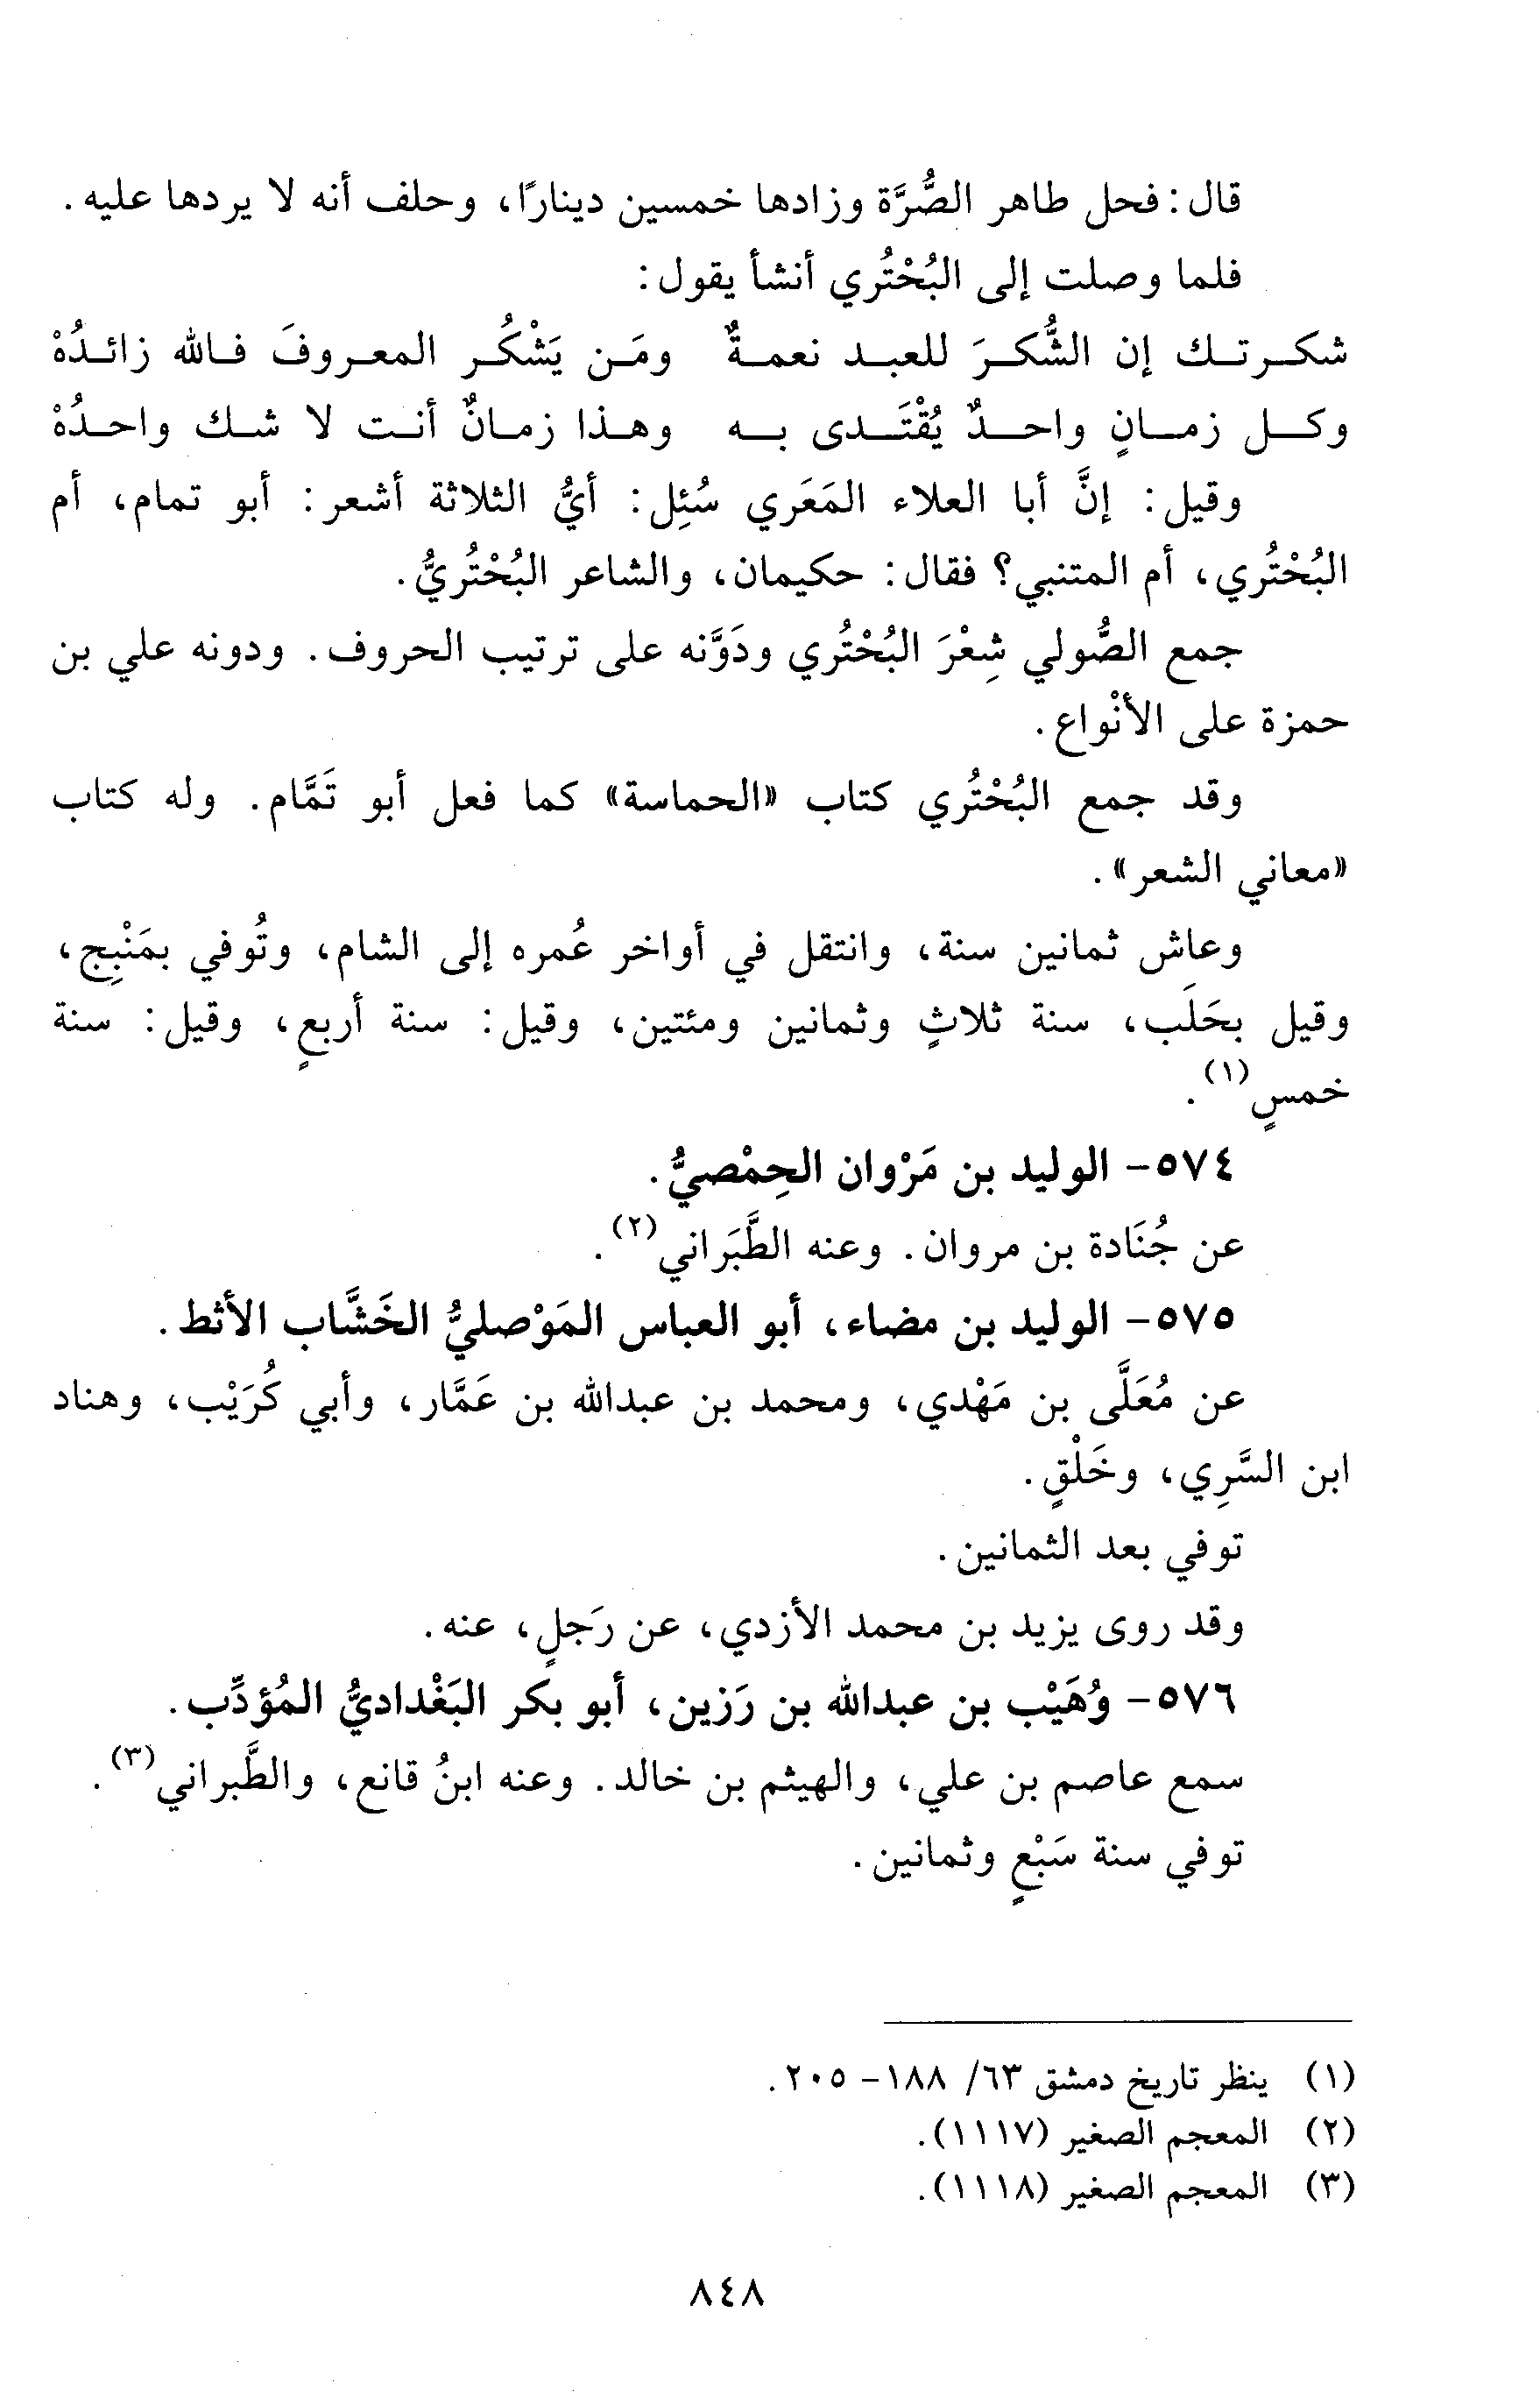 قال: فحل طاهر الصُّرَّة وزادها خمسين دينارًا، وحلف أنه لا يردها عليه.
فلما وصلت إلى البُحْتُري أنشأ يقول:
شكرتك إن الشُّكرَ للعبد نعمةٌ ومَن يَشْكُر المعروفَ فالله زائدُهْ
وكل زمانٍ واحدٌ يُقْتَدى به وهذا زمانٌ أنت لا شك واحدُهْ
وقيل: إنَّ أبا العلاء المَعَري سُئِل: أيُّ الثلاثة أشعر: أبو تمام، أم
البُحْتُري، أم المتنبي؟ فقال: حكيمان، والشاعر البُحْتُريُّ.
جمع الصُّولي شِعْرَ البُحْتُري ودَوَّنه على ترتيب الحروف. ودونه علي بن
حمزة على الأنْواع.
وقد جمع البُحْتُري كتاب «الحماسة» كما فعل أبو تَمَّام. وله كتاب
«معاني الشعر».
وعاش ثمانين سنة، وانتقل في أواخر عُمره إلى الشام، وتُوفي بمَنْبِج،
وقيل بحَلَب، سنة ثلاثٍ وثمانين ومئتين، وقيل: سنة أربعٍ، وقيل: سنة
خمسٍ(١).
٥٧٤- الوليد بن مَرْوان الحِمْصيُّ.
عن جُنَادة بن مروان. وعنه الطَّبَراني(٢).
٥٧٥- الوليد بن مضاء، أبو العباس المَوْصليُّ الخَشَّاب الأثط.
عن مُعَلَّى بن مَهْدي، ومحمد بن عبدالله بن عَمَّار، وأبي كُرَيْب، وهناد
ابن السَّرِي، وخَلْقٍ.
توفي بعد الثمانين.
وقد روى يزيد بن محمد الأزدي، عن رَجلٍ، عنه.
٥٧٦- وُهَيْب بن عبدالله بن رَزين، أبو بكر البَغْداديُّ المُؤدِّب.
سمع عاصم بن علي، والهيثم بن خالد. وعنه ابنُ قانع، والطَّبراني(٣).
توفي سنة سَبْعٍ وثمانين.
(١) ينظر تاريخ دمشق ٦٣/ ١٨٨- ٢٠٥.
(٢) المعجم الصغير (١١١٧).
(٣) المعجم الصغير (١١١٨).
٨٤٨